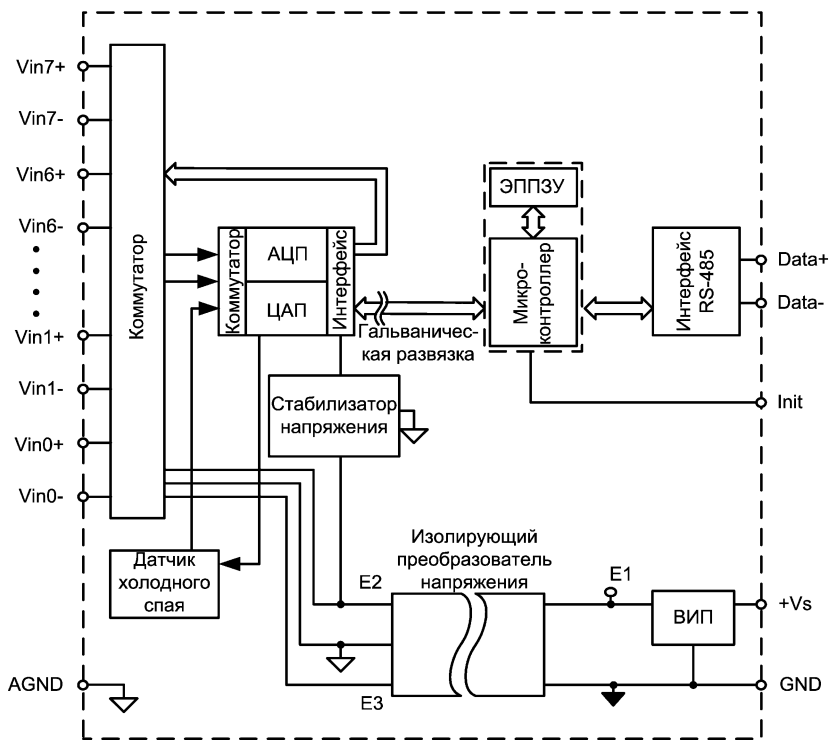 Vin7+
Vin7-
Vin6+
Vin6-
Vin1+
Vin1-
Vin0+
Vin0-
AGND
Коммутатор
Коммутатор
АЦП
ЦАП
Интерфейс
Гальваничес-
кая развязка
ЭППЗУ
Микро-
контроллер
Интерфейс
RS-485
Data+
Data-
Init
Стабилизатор
напряжения
Датчик
холодного
спая
Изолирующий
преобразователь
напряжения
E2
E3
E1
ВИП
+Vs
GND